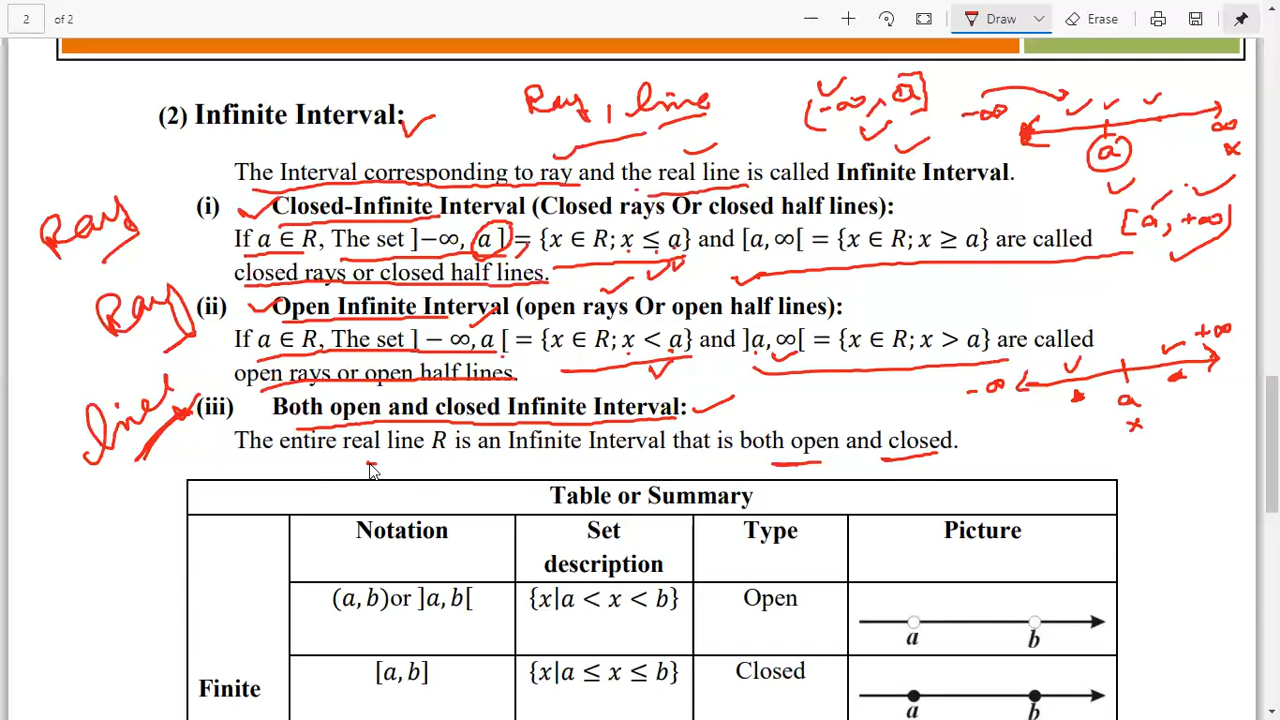 2 of 2 Draw Erase
(2) Infinite Interval:
Ray, line
(-∞, a]
-∞ a ∞ x
The Interval corresponding to ray and the real line is called Infinite Interval.
Ray
(i) Closed-Infinite Interval (Closed rays Or closed half lines):
[a, +∞)
If a ∈ R, The set ]−∞, a ] = {x ∈ R; x ≤ a} and [a, ∞[ = {x ∈ R; x ≥ a} are called
closed rays or closed half lines.
Ray
(ii) Open Infinite Interval (open rays Or open half lines):
If a ∈ R, The set ] − ∞, a [ = {x ∈ R; x < a} and ]a, ∞[ = {x ∈ R; x > a} are called
open rays or open half lines.
-∞ a +∞ x
line
(iii) Both open and closed Infinite Interval:
The entire real line R is an Infinite Interval that is both open and closed.
Table or Summary
Notation Set description Type Picture
Finite
(a, b)or ]a, b[ {x|a < x < b} Open a b
[a, b] {x|a ≤ x ≤ b} Closed a b